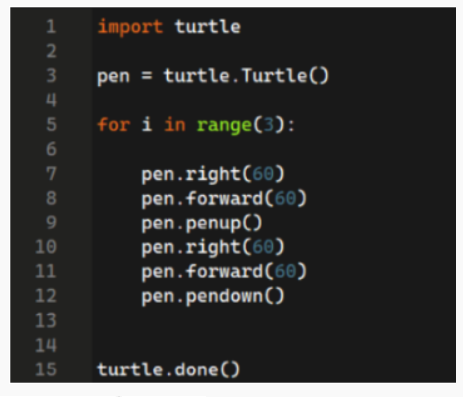 1 import turtle
2
3 pen = turtle.Turtle()
4
5 for i in range(3):
6
7 pen.right(60)
8 pen.forward(60)
9 pen.penup()
10 pen.right(60)
11 pen.forward(60)
12 pen.pendown()
13
14
15 turtle.done()